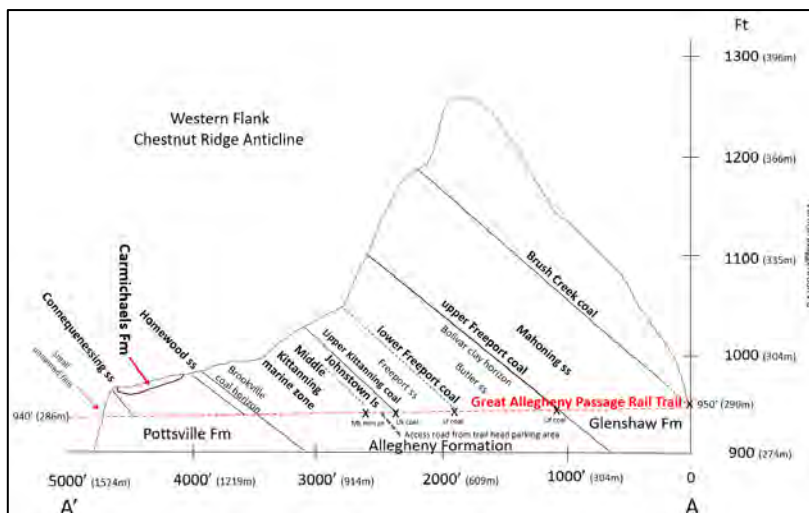 Ft
1300 (396m)
Western Flank
Chestnut Ridge Anticline
1200 (366m)
1100 (335m)
1000 (304m)
950' (290m)
900 (274m)
Connequenessing ss
Carmichaels Fm
Homewood ss
Brookville
coal horizon
Middle
Kittanning
marine zone
Johnstown ls
Upper Kittanning coal
Freeport ss
lower Freeport coal
Butler ss
Bolivar clay horizon
upper Freeport coal
Mahoning ss
Brush Creek coal
Great Allegheny Passage Rail Trail
940' (286m)
Pottsville Fm
Access road from trail head parking area
Allegheny Formation
Glenshaw Fm
5000' (1524m)
4000' (1219m)
3000' (914m)
2000' (609m)
1000' (304m)
0
A'
A